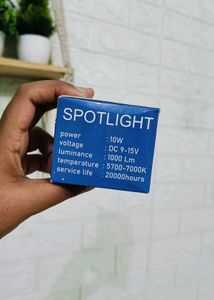 SPOTLIGHT
power : 10W
voltage : DC 9-15V
luminance : 1000 Lm
temperature : 5700-7000K
service life : 20000hours